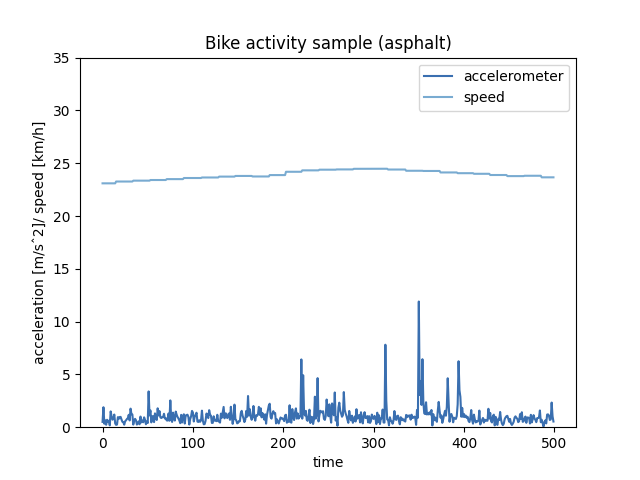 Bike activity sample (asphalt)
accelerometer
speed
35
30
25
20
15
10
5
0
acceleration [m/sˆ2]/ speed [km/h]
0 100 200 300 400 500
time